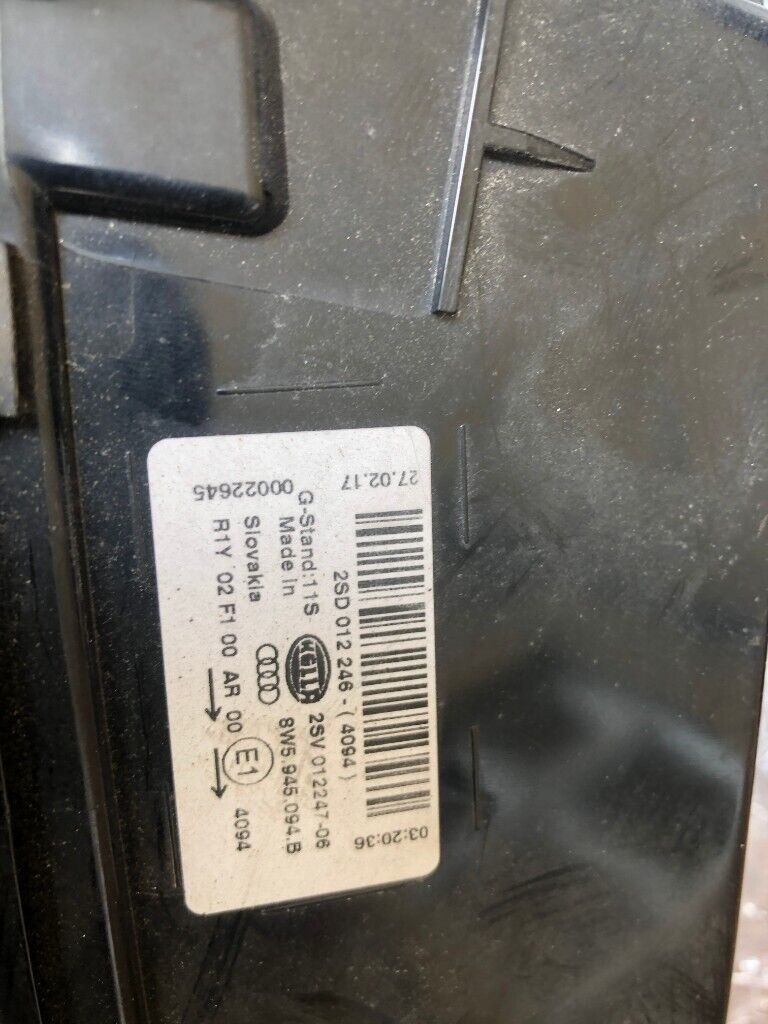 27.02.17 03:20:36
2SD 012 246 - (4094)
G-Stand:11S HELLA 2SV 012247-06
Made in 8W5.945.094.B
Slovakia E1 4094
R1Y 02 F1 00 AR 00
00022645